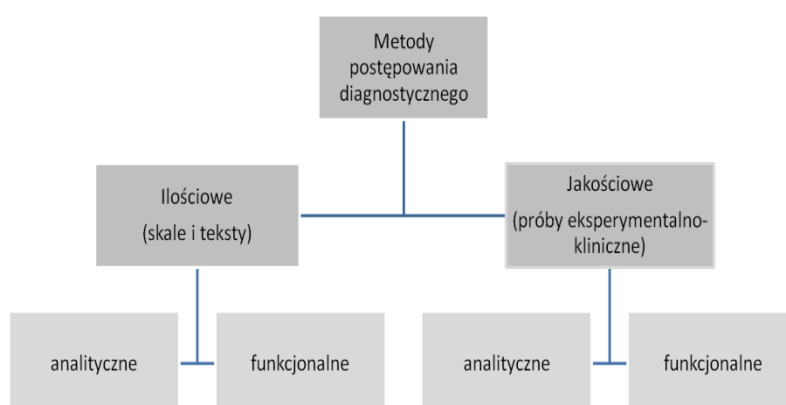 Metody
postępowania
diagnostycznego
Ilościowe
(skale i teksty)
Jakościowe
(próby eksperymentalno-
kliniczne)
analityczne
funkcjonalne
analityczne
funkcjonalne